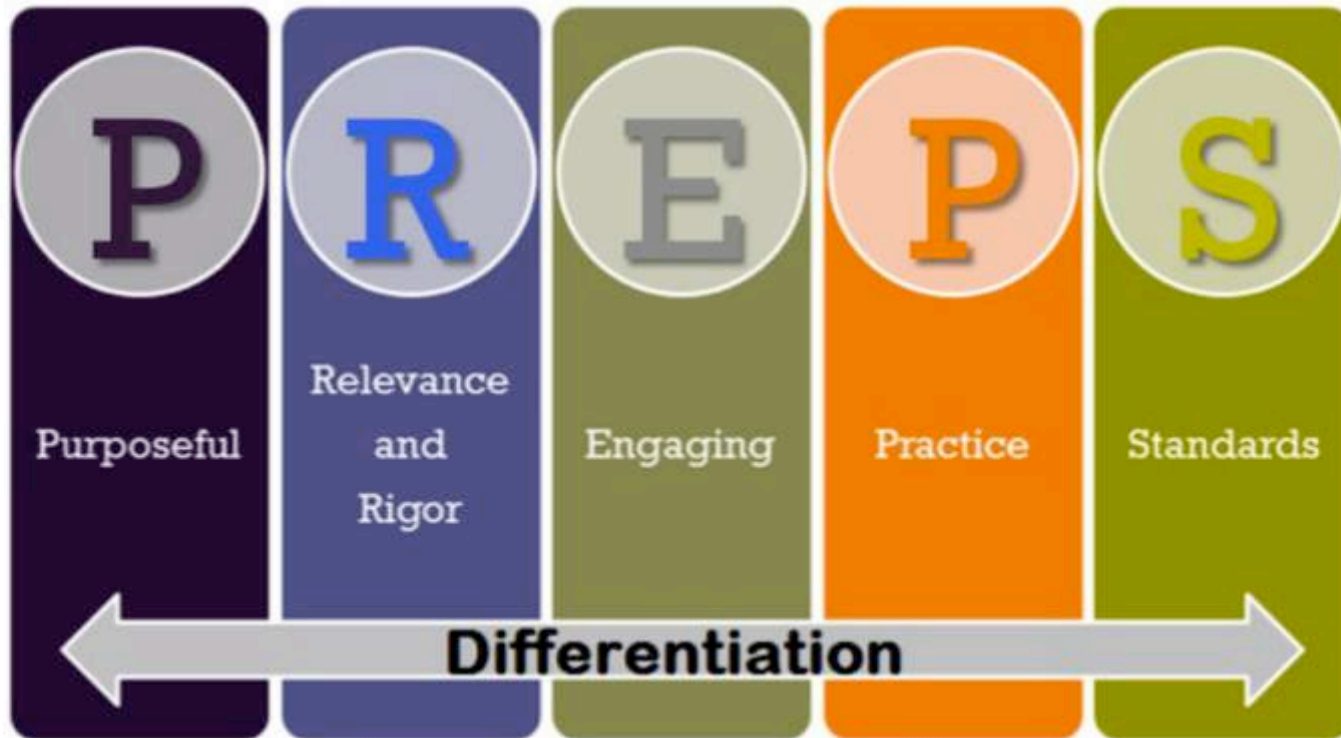 P
R
E
P
S
Purposeful
Relevance
and
Rigor
Engaging
Practice
Standards
Differentiation